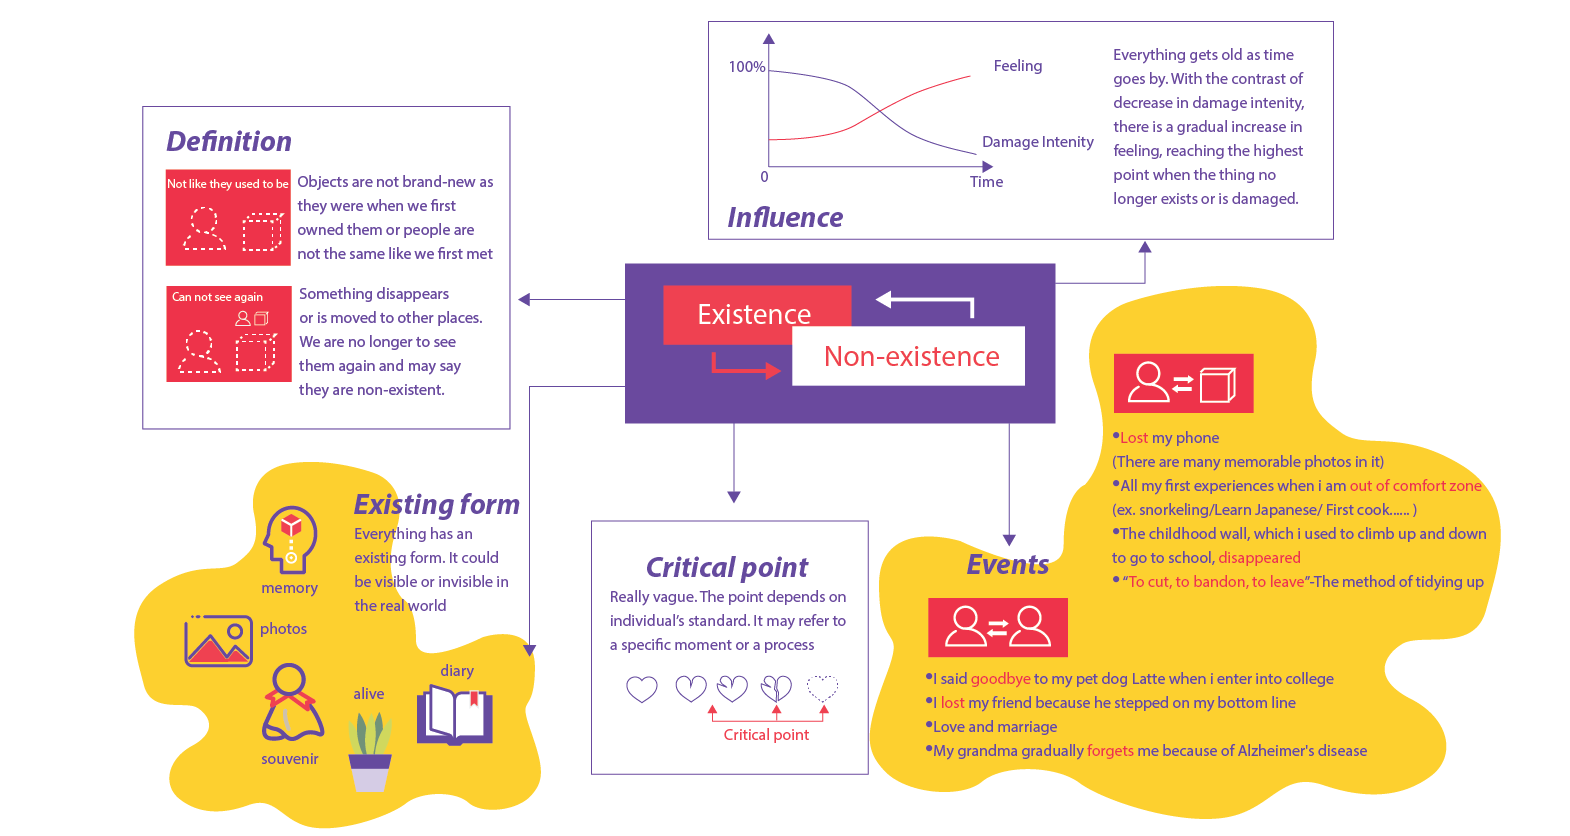 Definition
Not like they used to be
Objects are not brand-new as
they were when we first
owned them or people are
not the same like we first met
Can not see again
Something disappears
or is moved to other places.
We are no longer to see
them again and may say
they are non-existent.
100%
Feeling
Damage Intenity
0
Time
Influence
Everything gets old as time
goes by. With the contrast of
decrease in damage intenity,
there is a gradual increase in
feeling, reaching the highest
point when the thing no
longer exists or is damaged.
Existence
Non-existence
Existing form
Everything has an
existing form. It could
be visible or invisible in
the real world
memory
photos
souvenir
alive
diary
Critical point
Really vague. The point depends on
individual's standard. It may refer to
a specific moment or a process
Critical point
Events
•Lost my phone
(There are many memorable photos in it)
•All my first experiences when i am out of comfort zone
(ex. snorkeling/Learn Japanese/ First cook...... )
•The childhood wall, which i used to climb up and down
to go to school, disappeared
• “To cut, to bandon, to leave”-The method of tidying up
•I said goodbye to my pet dog Latte when i enter into college
•I lost my friend because he stepped on my bottom line
•Love and marriage
•My grandma gradually forgets me because of Alzheimer's disease